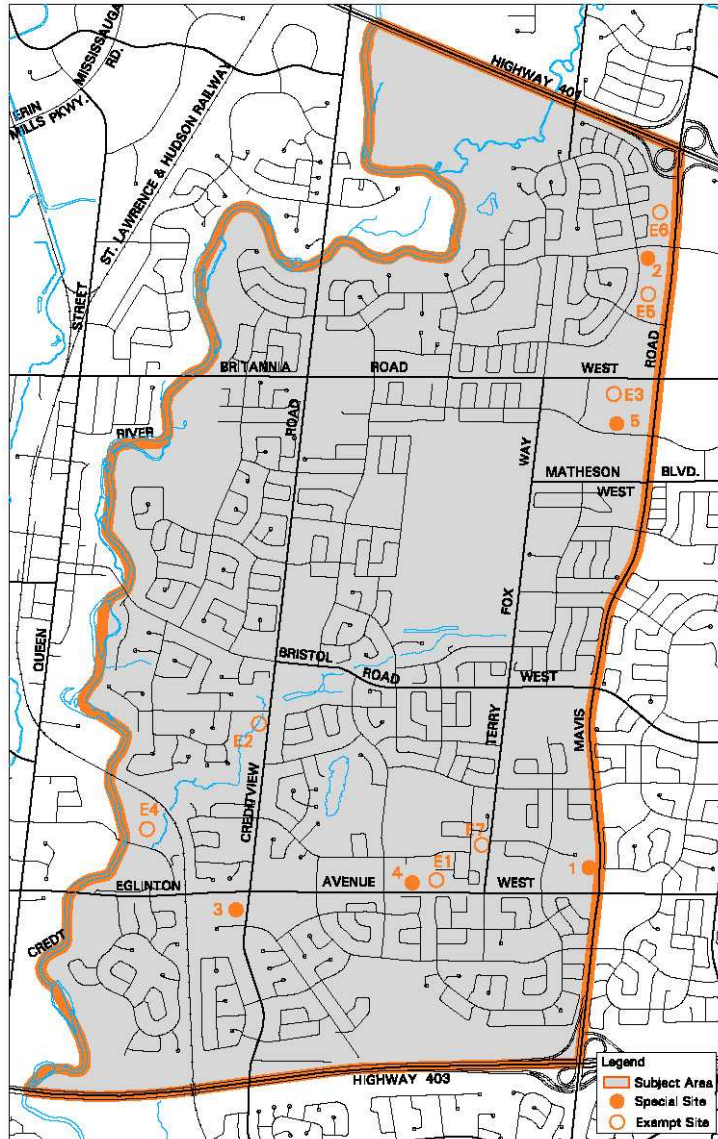 HIGHWAY 401
MISSISSAUGA
RD.
ERIN
MILLS PKWY.
ST. LAWRENCE & HUDSON RAILWAY
STREET
E6
2
E5
ROAD
BRITANNIA
ROAD
WEST
E3
5
ROAD
RIVER
WAY
MATHESON
BLVD.
WEST
FOX
QUEEN
BRISTOL
ROAD
WEST
TERRY
MAVIS
E2
CREDITVIEW
E4
E7
1
E1
4
EGLINTON
AVENUE
WEST
3
CREDT
HIGHWAY 403
Legend
Subject Area
Special Site
Exempt Site